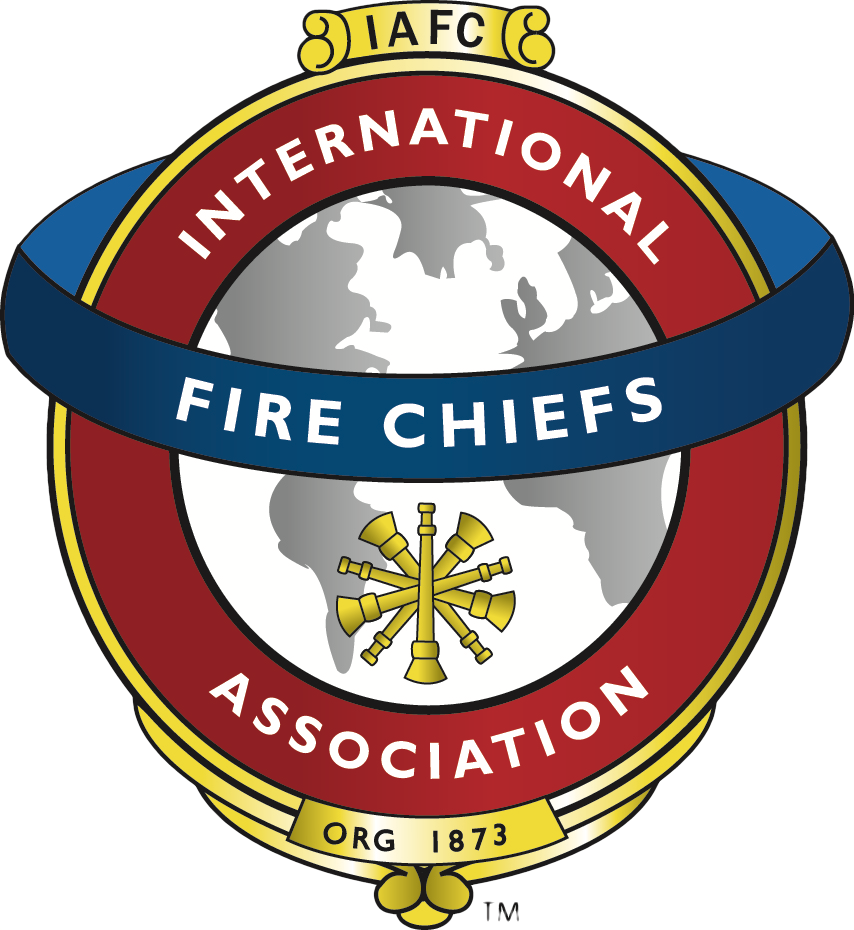 IAFC
INTERNATIONAL
FIRE CHIEFS
ASSOCIATION
ORG 1873
TM